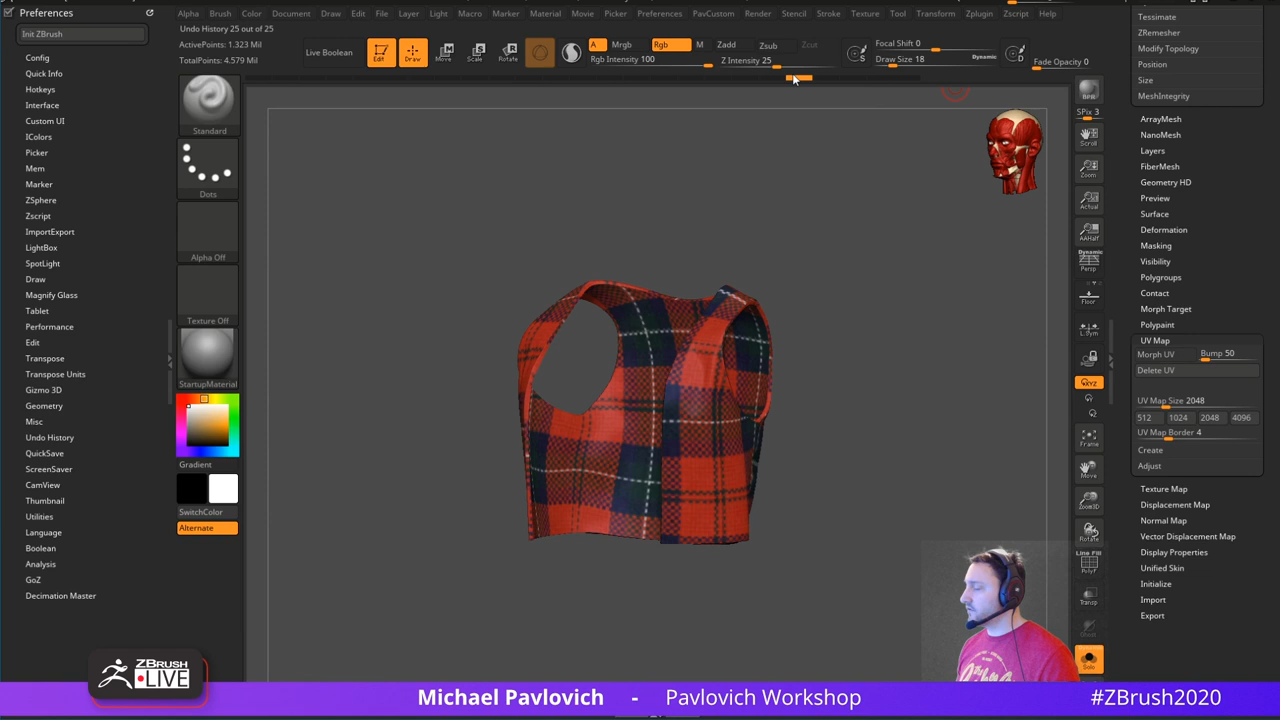 Preferences
Init ZBrush
Config
Quick Info
Hotkeys
Interface
Custom UI
IColors
Picker
Mem
Marker
ZSphere
Zscript
ImportExport
LightBox
SpotLight
Draw
Magnify Glass
Tablet
Performance
Edit
Transpose
Transpose Units
Gizmo 3D
Geometry
Misc
Undo History
QuickSave
ScreenSaver
CamView
Thumbnail
Utilities
Language
Boolean
Analysis
GoZ
Decimation Master
Alpha Brush Color Document Draw Edit File Layer Light Macro Marker Material Movie Picker Preferences PavCustom Render Stencil Stroke Texture Tool Transform Zplugin Zscript Help
Undo History 25 out of 25
ActivePoints: 1.323 Mil
TotalPoints: 4.579 Mil
Live Boolean
Edit
Draw
Move
Scale
Rotate
A Mrgb Rgb M
Rgb Intensity 100
Zadd Zsub Zcut
Z Intensity 25
S
Focal Shift 0
Draw Size 18
Dynamic
D
Fade Opacity 0
Standard
Dots
Alpha Off
Texture Off
StartupMaterial
Gradient
SwitchColor
Alternate
BPR
SPix 3
Scroll
Zoom
Actual
AAHalf
Dynamic
Persp
Floor
L.Sym
XYZ
Frame
Move
Zoom3D
Rotate
Line Fill
PolyF
Transp
Ghost
Solo
Tessimate
ZRemesher
Modify Topology
Position
Size
MeshIntegrity
ArrayMesh
NanoMesh
Layers
FiberMesh
Geometry HD
Preview
Surface
Deformation
Masking
Visibility
Polygroups
Contact
Morph Target
Polypaint
UV Map
Morph UV Bump 50
Delete UV
UV Map Size 2048
512 1024 2048 4096
UV Map Border 4
Create
Adjust
Texture Map
Displacement Map
Normal Map
Vector Displacement Map
Display Properties
Unified Skin
Initialize
Import
Export
ZBRUSH
LIVE
Michael Pavlovich - Pavlovich Workshop #ZBrush2020